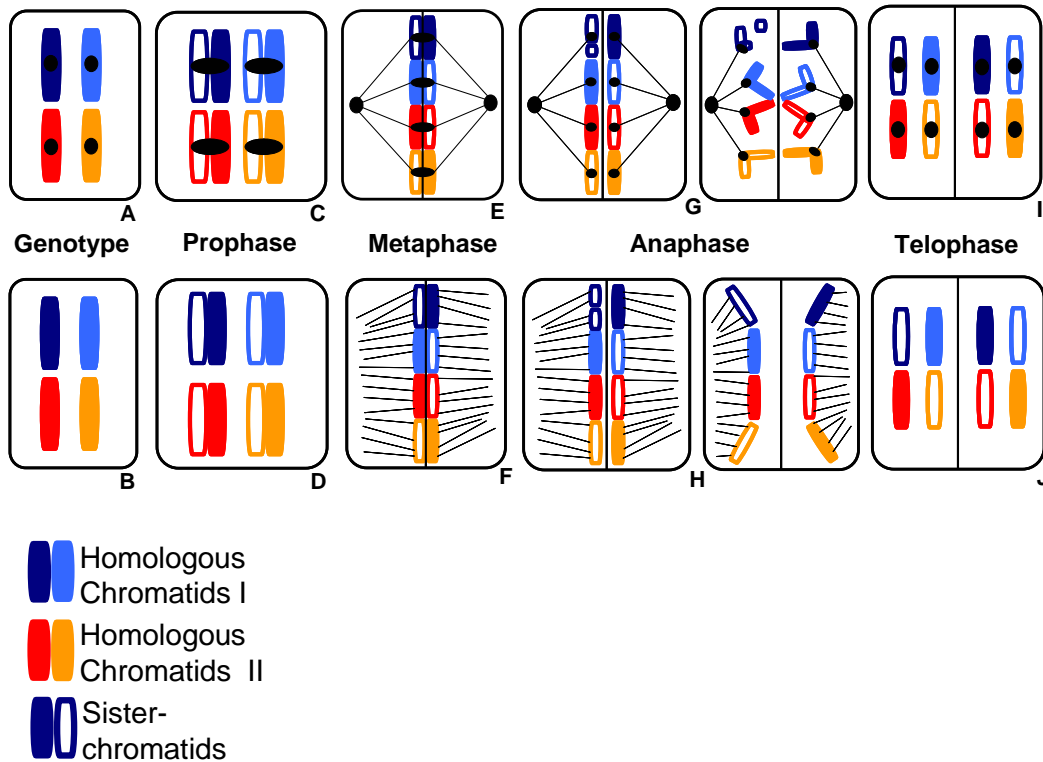 A
C
E
G
I
Genotype
Prophase
Metaphase
Anaphase
Telophase
B
D
F
H
J
Homologous
Chromatids I
Homologous
Chromatids II
Sister-
chromatids